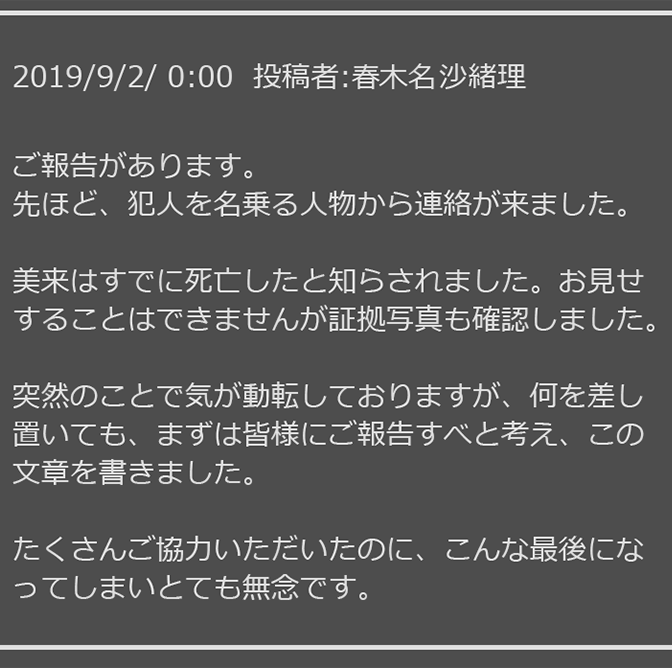 2019/9/2/ 0:00 投稿者:春木名沙緒理
ご報告があります。
先ほど、犯人を名乗る人物から連絡が来ました。
美来はすでに死亡したと知らされました。お見せ
することはできませんが証拠写真も確認しました。
突然のことで気が動転しておりますが、何を差し
置いても、まずは皆様にご報告すべと考え、この
文章を書きました。
たくさんご協力いただいたのに、こんな最後にな
ってしまいとても無念です。